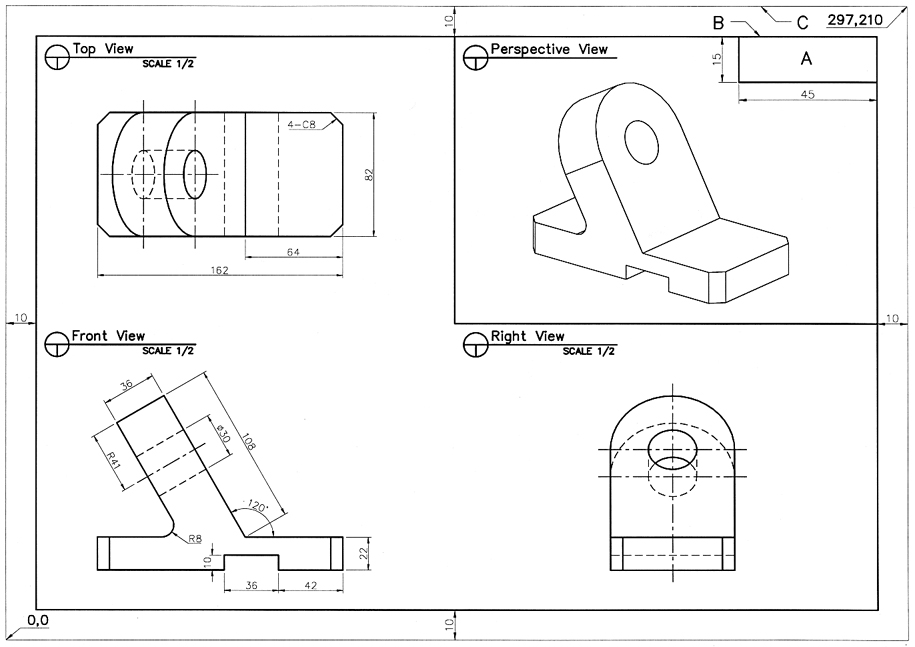 10
B
C
297,210
Top View
SCALE 1/2
Perspective View
15
A
45
4-C8
82
64
162
10
10
Front View
SCALE 1/2
Right View
SCALE 1/2
36
R41
ø30
108
120°
R8
10
22
36
42
0,0
10